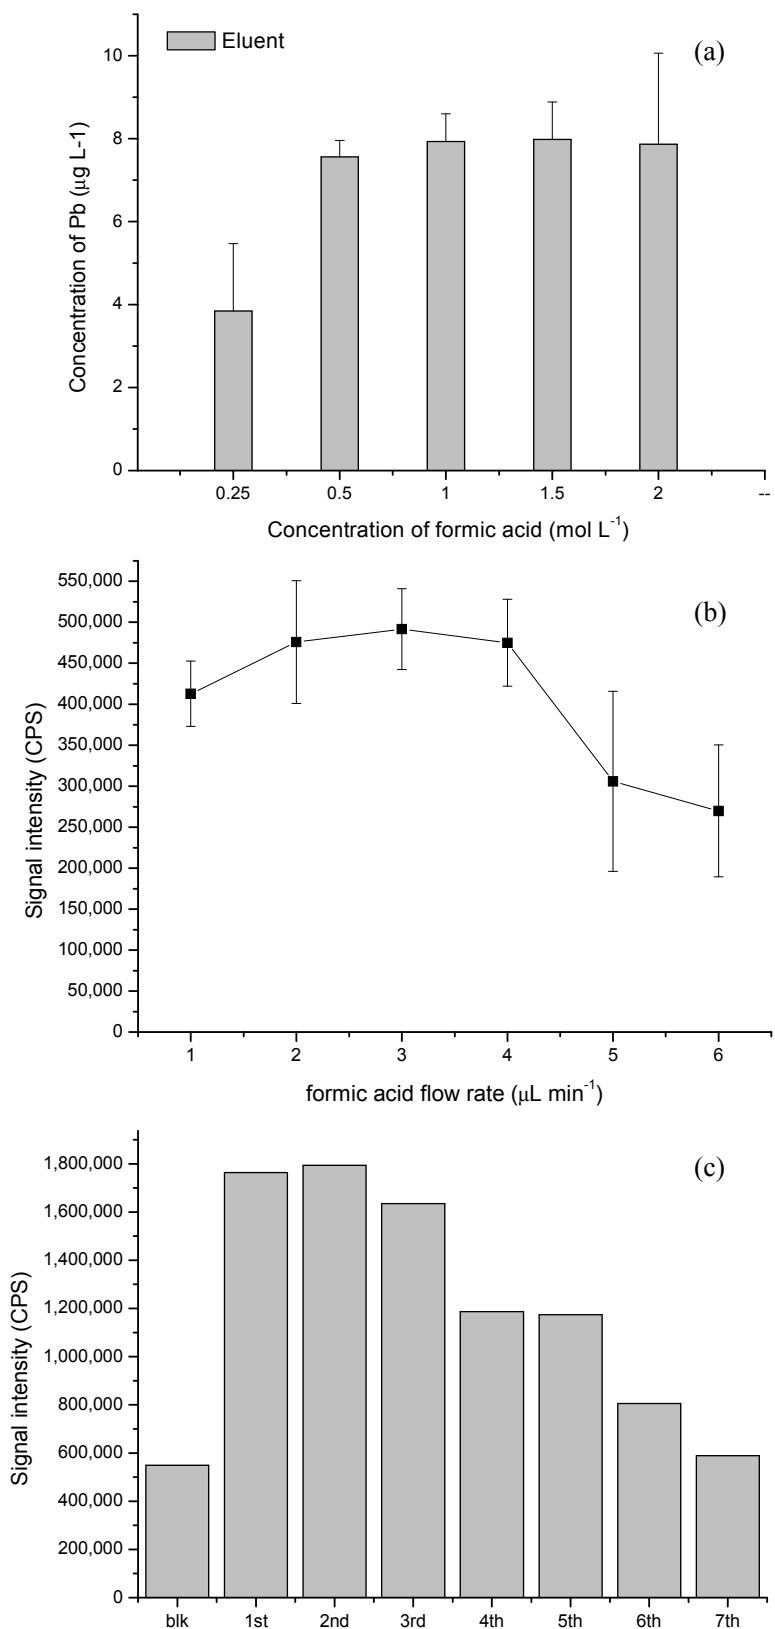 Eluent
(a)
10
8
6
4
2
0
Concentration of Pb (μg L-1)
0.25 0.5 1 1.5 2 --
Concentration of formic acid (mol L⁻¹)
(b)
550,000
500,000
450,000
400,000
350,000
300,000
250,000
200,000
150,000
100,000
50,000
0
Signal intensity (CPS)
1 2 3 4 5 6
formic acid flow rate (μL min⁻¹)
(c)
1,800,000
1,600,000
1,400,000
1,200,000
1,000,000
800,000
600,000
400,000
200,000
0
Signal intensity (CPS)
blk 1st 2nd 3rd 4th 5th 6th 7th